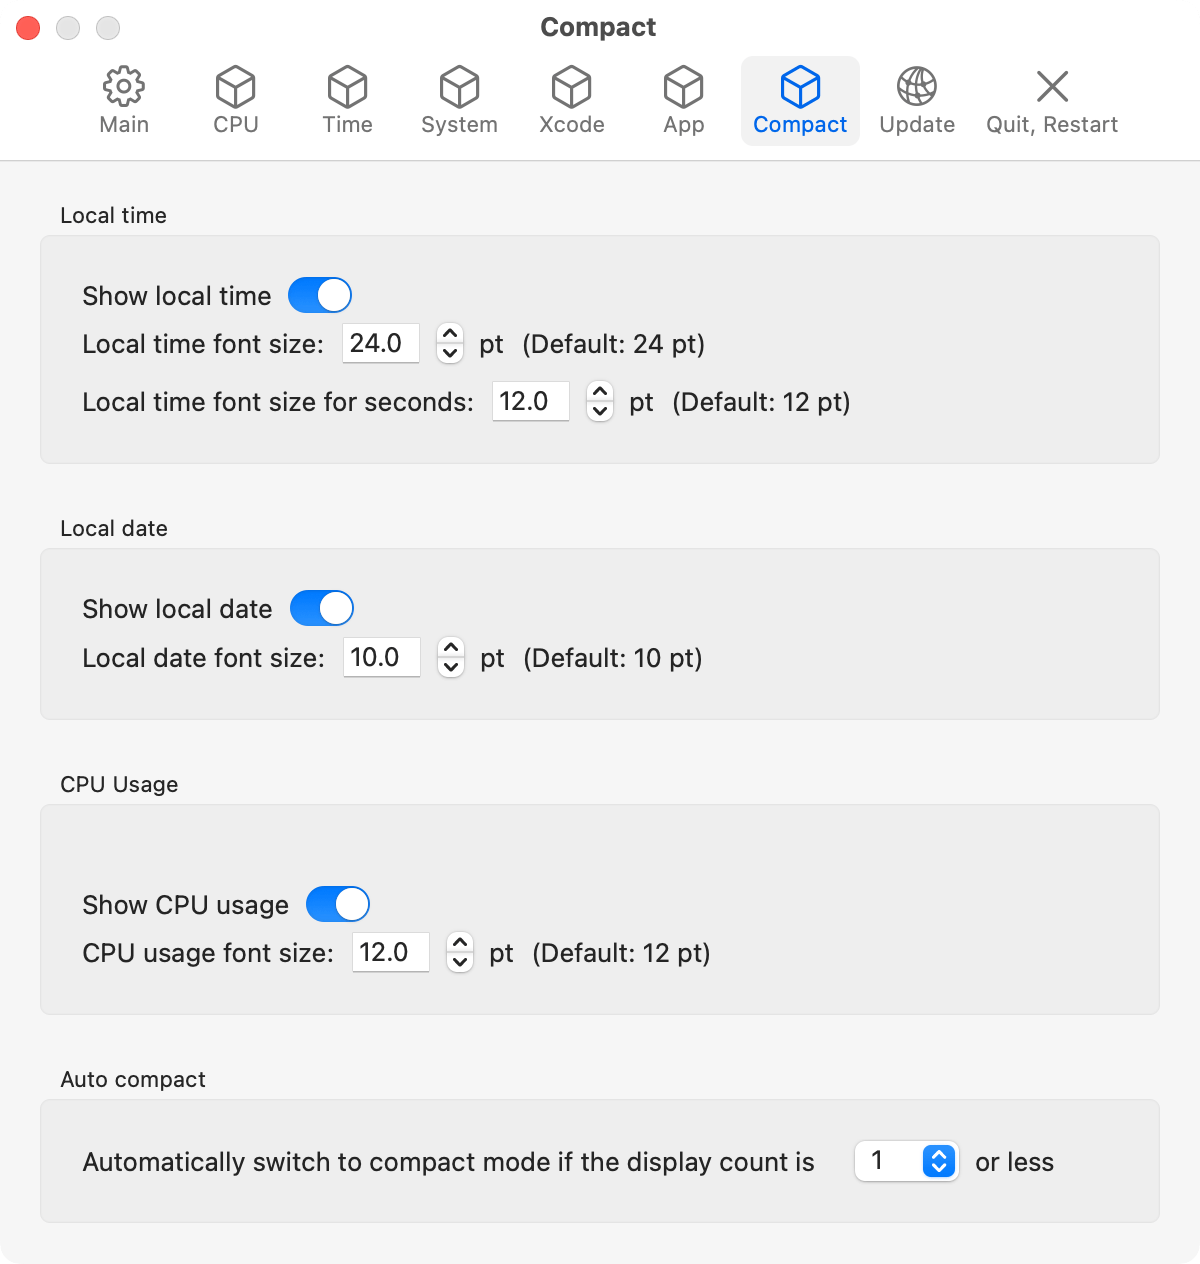 Compact
Main CPU Time System Xcode App Compact Update Quit, Restart
Local time
Show local time
Local time font size: 24.0 pt (Default: 24 pt)
Local time font size for seconds: 12.0 pt (Default: 12 pt)
Local date
Show local date
Local date font size: 10.0 pt (Default: 10 pt)
CPU Usage
Show CPU usage
CPU usage font size: 12.0 pt (Default: 12 pt)
Auto compact
Automatically switch to compact mode if the display count is 1 or less